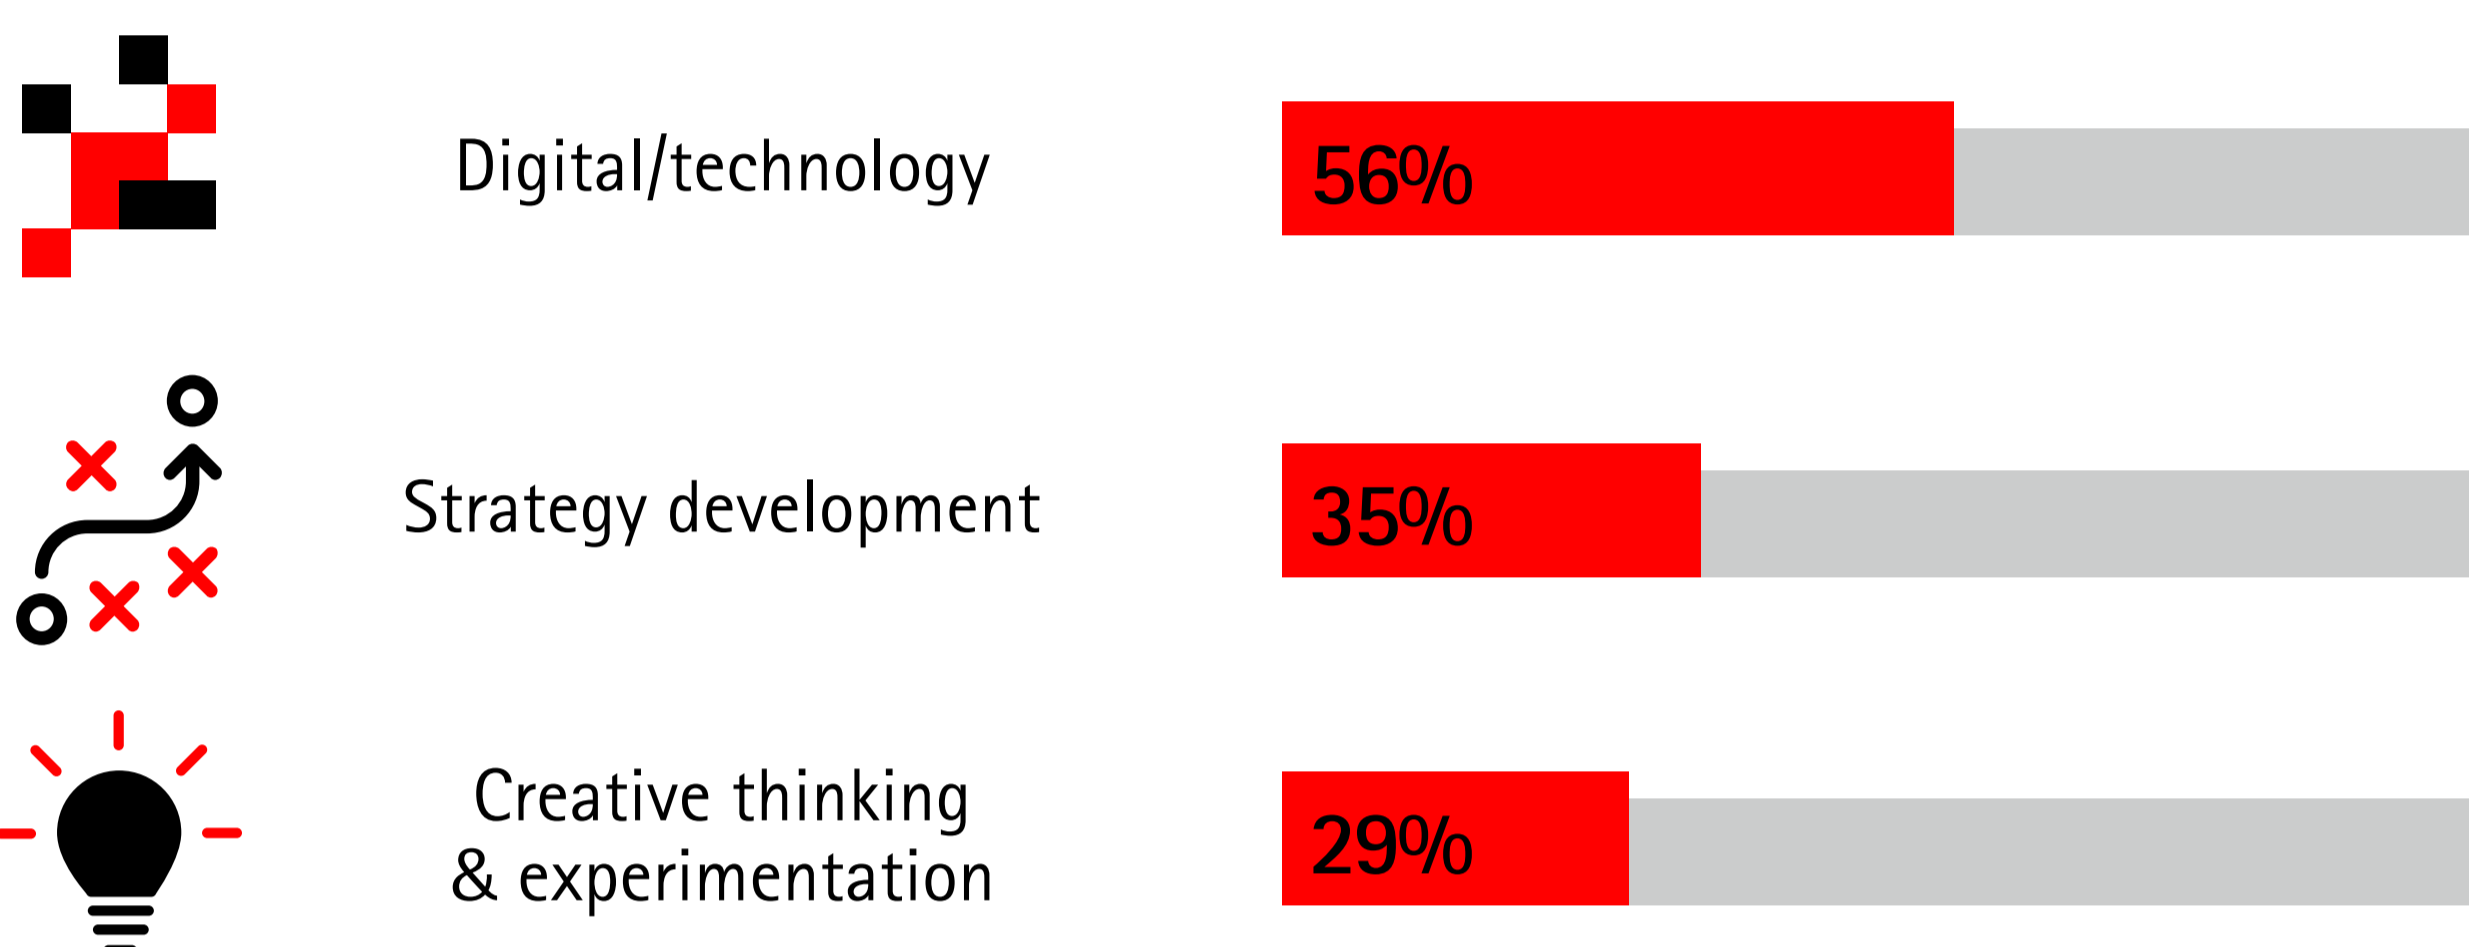 Digital/technology
56%
Strategy development
35%
Creative thinking
& experimentation
29%